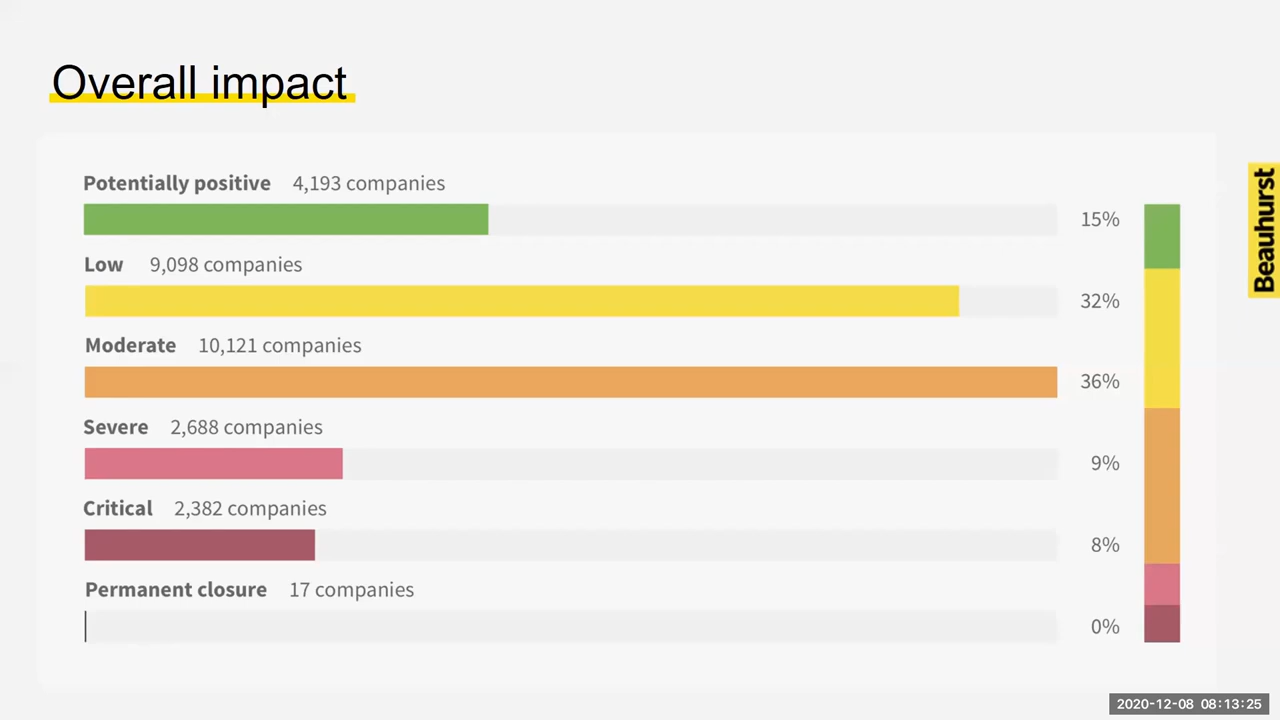 Overall impact
Potentially positive 4,193 companies
15%
Low 9,098 companies
32%
Moderate 10,121 companies
36%
Severe 2,688 companies
9%
Critical 2,382 companies
8%
Permanent closure 17 companies
0%
Beauhurst
2020-12-08 08:13:25